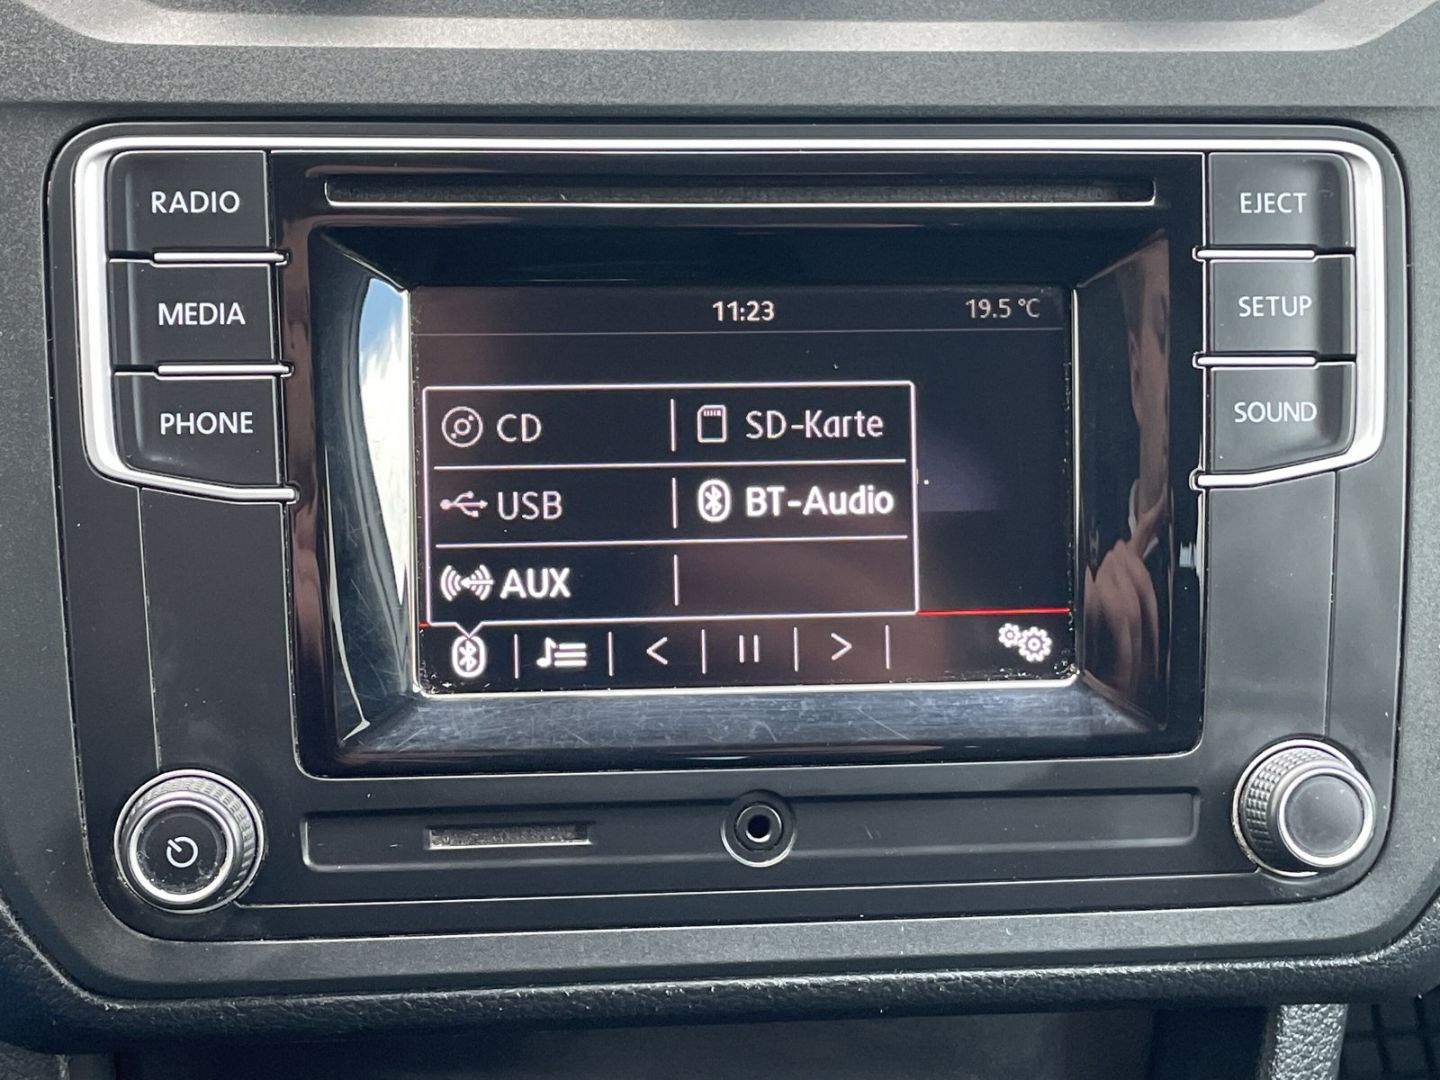 RADIO
MEDIA
PHONE
EJECT
SETUP
SOUND
11:23
19.5 °C
CD
SD-Karte
USB
BT-Audio
AUX